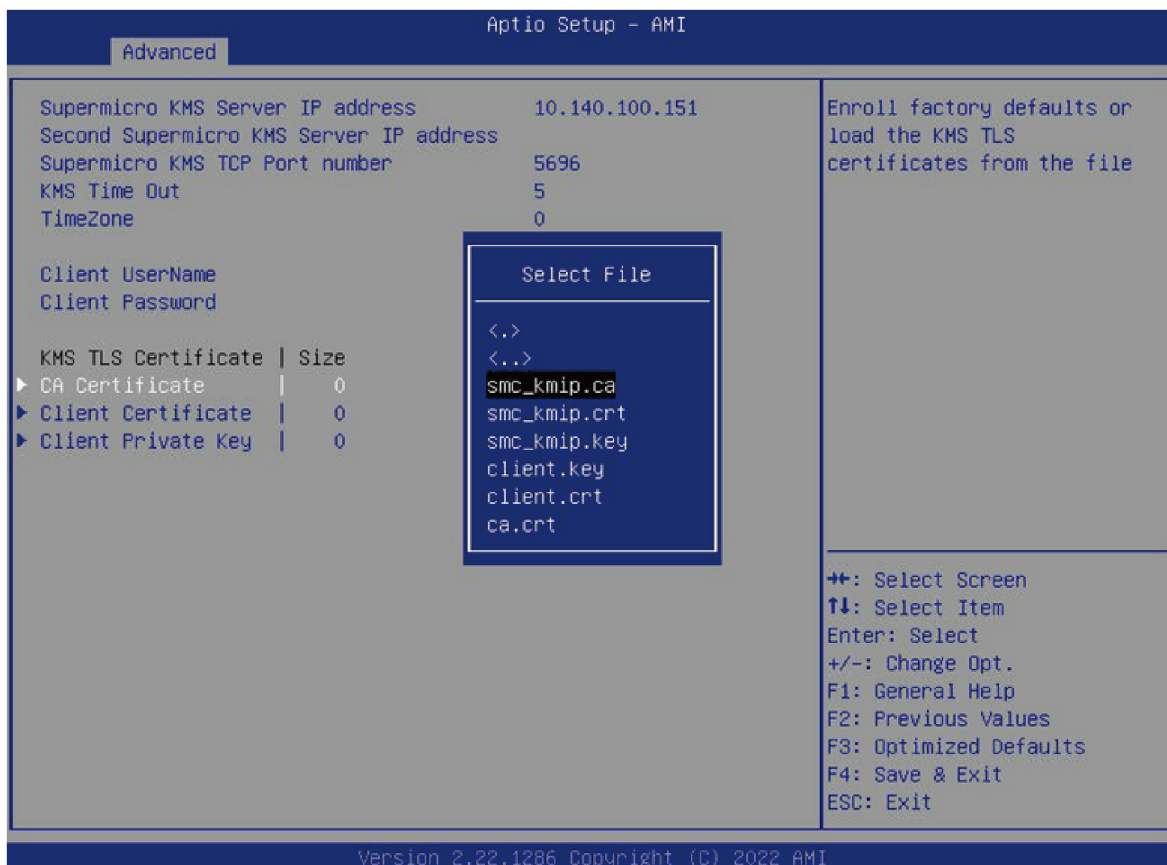 Aptio Setup - AMI
Advanced
Supermicro KMS Server IP address 10.140.100.151
Second Supermicro KMS Server IP address
Supermicro KMS TCP Port number 5696
KMS Time Out 5
TimeZone 0
Client UserName
Client Password
KMS TLS Certificate | Size
CA Certificate | 0
Client Certificate | 0
Client Private Key | 0
Select File
<.>
<..>
smc_kmip.ca
smc_kmip.crt
smc_kmip.key
client.key
client.crt
ca.crt
Enroll factory defaults or
load the KMS TLS
certificates from the file
→←: Select Screen
↑↓: Select Item
Enter: Select
+/-: Change Opt.
F1: General Help
F2: Previous Values
F3: Optimized Defaults
F4: Save & Exit
ESC: Exit
Version 2.22.1286 Copyright (C) 2022 AMI